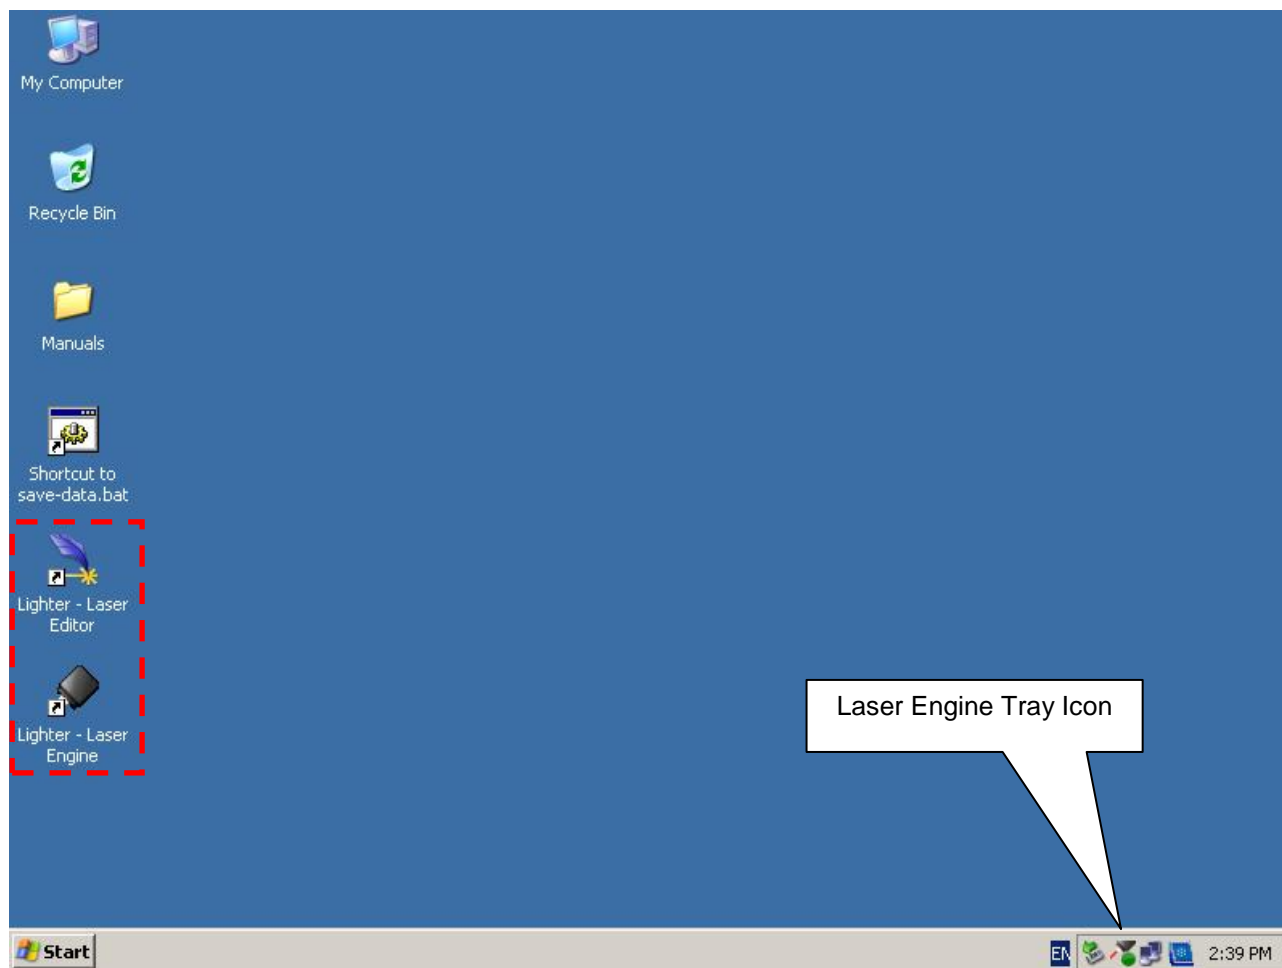 My Computer
Recycle Bin
Manuals
Shortcut to
save-data.bat
Lighter - Laser
Editor
Lighter - Laser
Engine
Laser Engine Tray Icon
Start
EN
2:39 PM